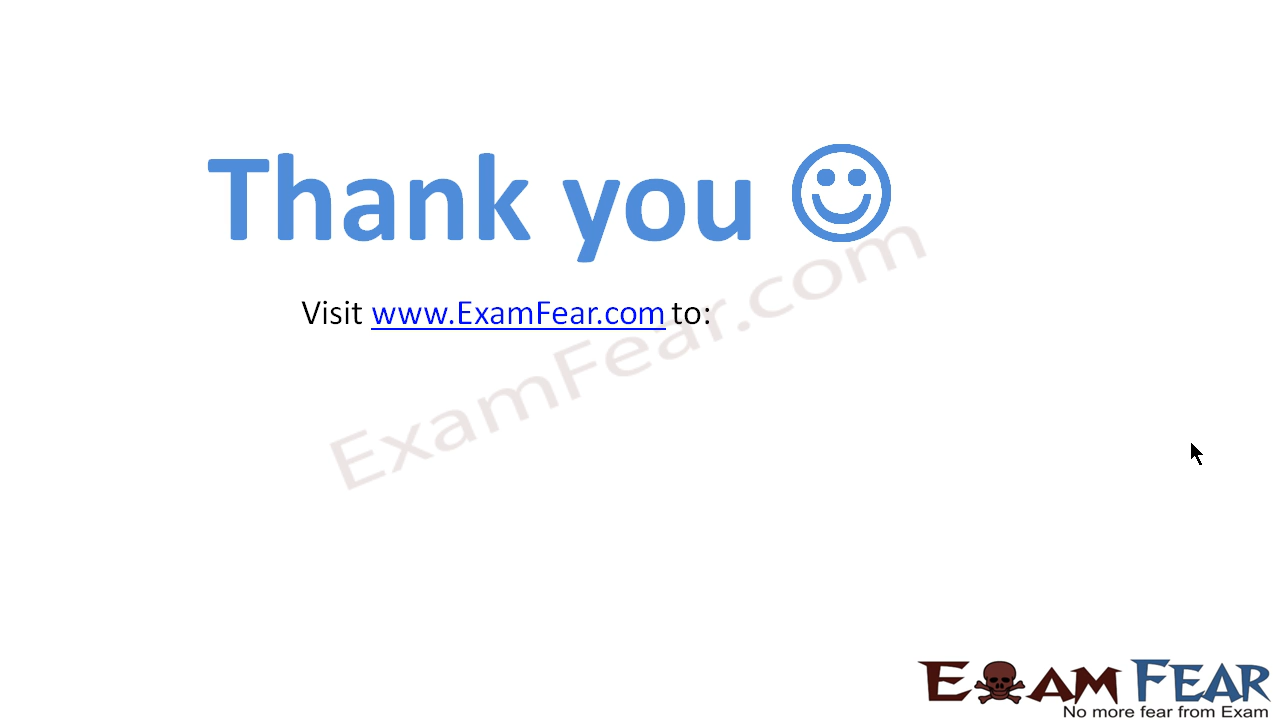 Thank you ☺
Visit www.ExamFear.com to:
ExamFear.com
EXAM FEAR
No more fear from Exam